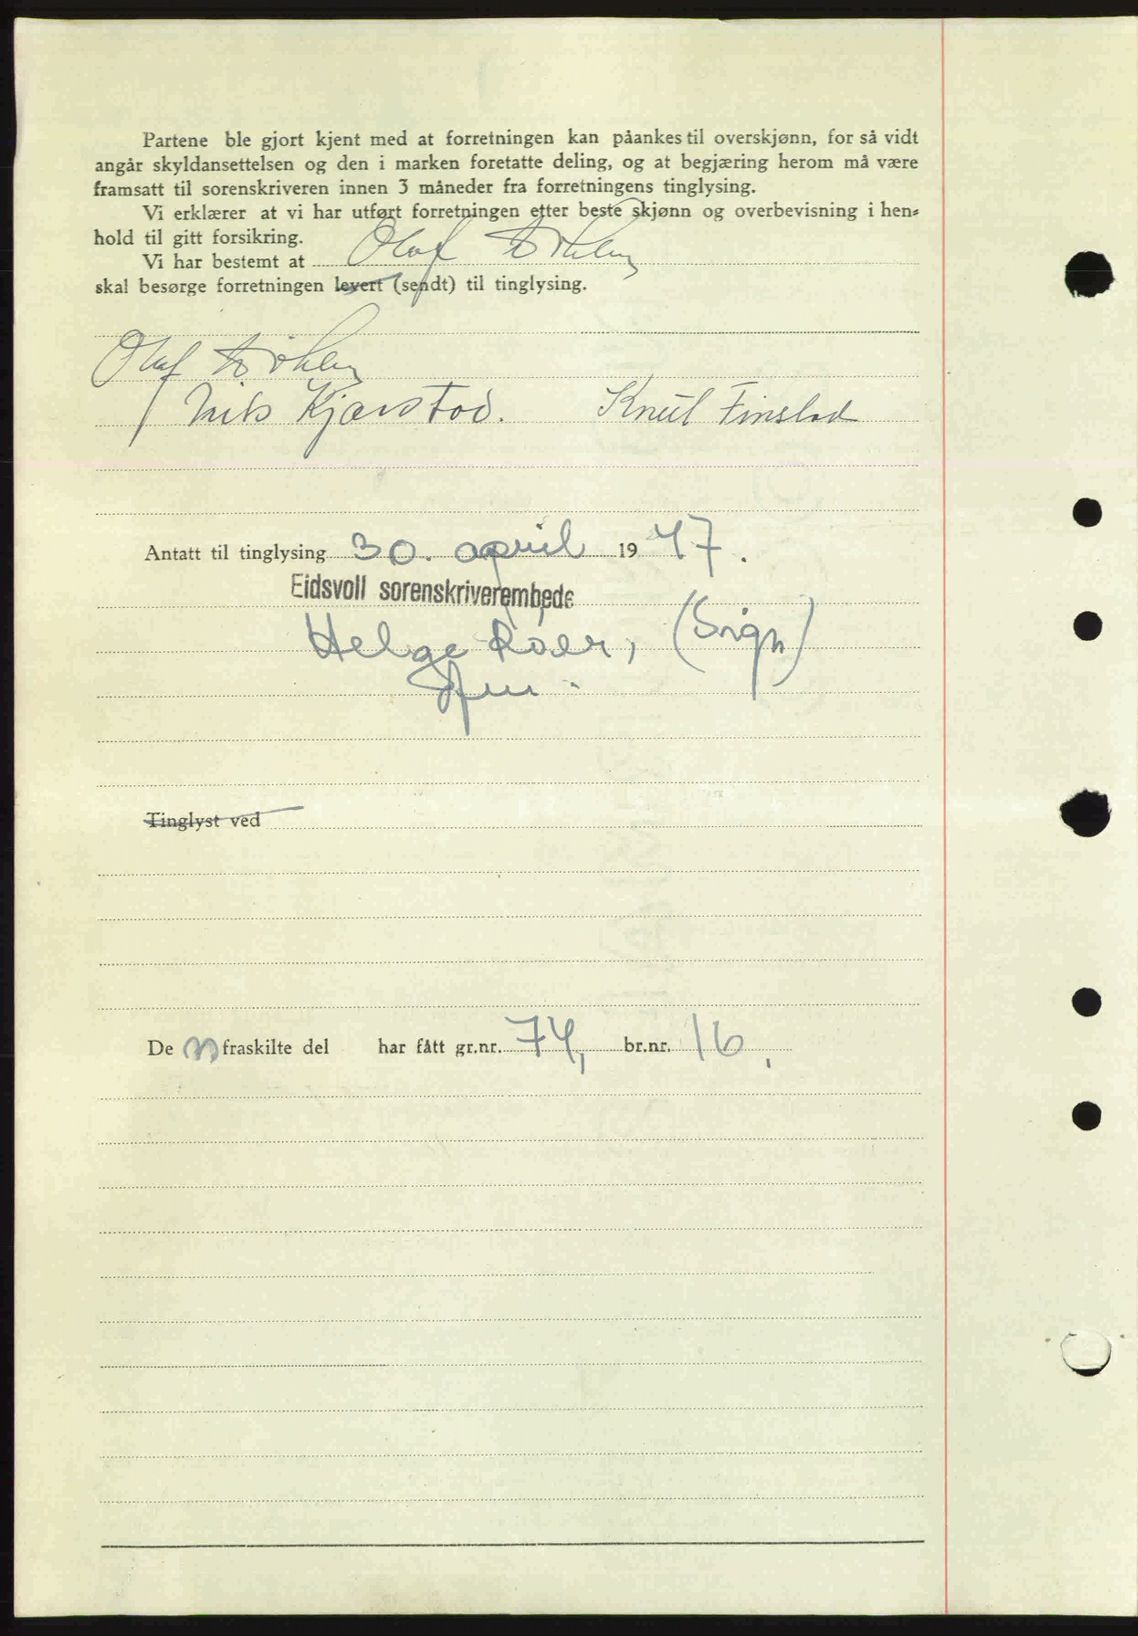 Partene ble gjort kjent med at forretningen kan påankes til overskjønn, for så vidt
angår skyldansettelsen og den i marken foretatte deling, og at begjæring herom må være
framsatt til sorenskriveren innen 3 måneder fra forretningens tinglysing.
Vi erklærer at vi har utført forretningen etter beste skjønn og overbevisning i hen-
hold til gitt forsikring.
Vi har bestemt at Olaf
skal besørge forretningen levert (sendt) til tinglysing.
Olaf
Nils Kjærstad. Knut Finstad
Antatt til tinglysing 30. april 1947.
Eidsvoll sorenskriverembede
Helge Roer, (Sign)
Tinglyst ved
De n fraskilte del har fått gr.nr. 74, br.nr. 16.